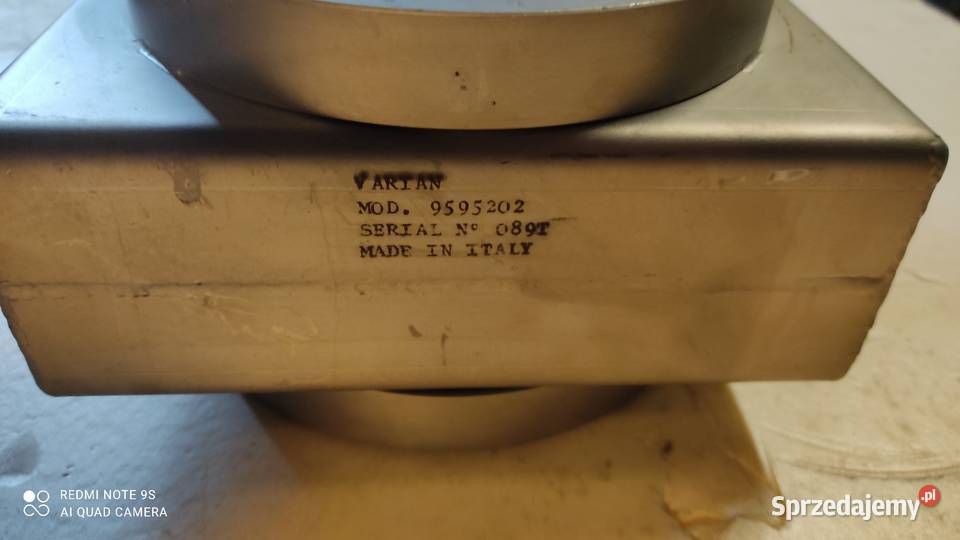 VARIAN
MOD. 9595202
SERIAL Nº 089T
MADE IN ITALY
REDMI NOTE 9S
AI QUAD CAMERA
Sprzedajemy.pl